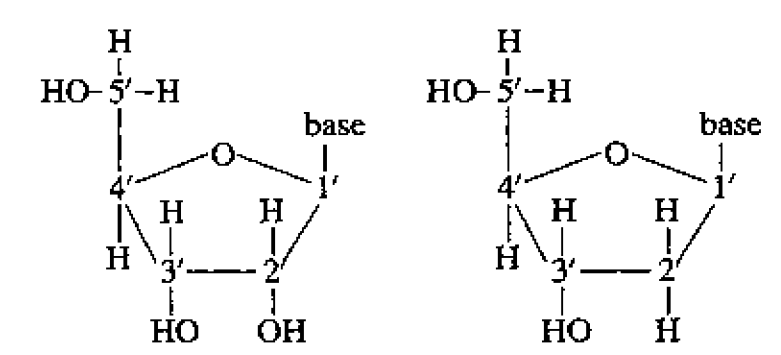 H H
HO-5′-H HO-5′-H
base base
O O
4′ 1′ 4′ 1′
H H H H
H H
3′ 2′ 3′ 2′
HO OH HO H